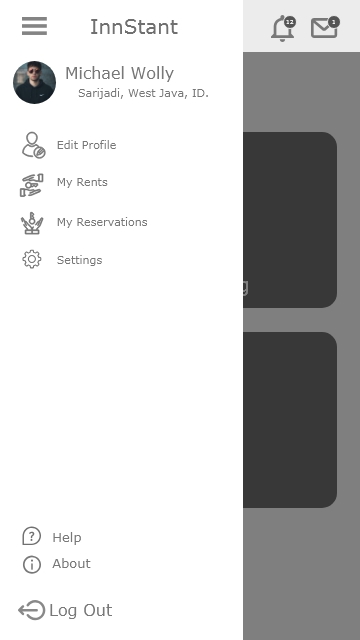 InnStant
12
1
Michael Wolly
Sarijadi, West Java, ID.
Edit Profile
My Rents
My Reservations
Settings
g
Help
About
Log Out